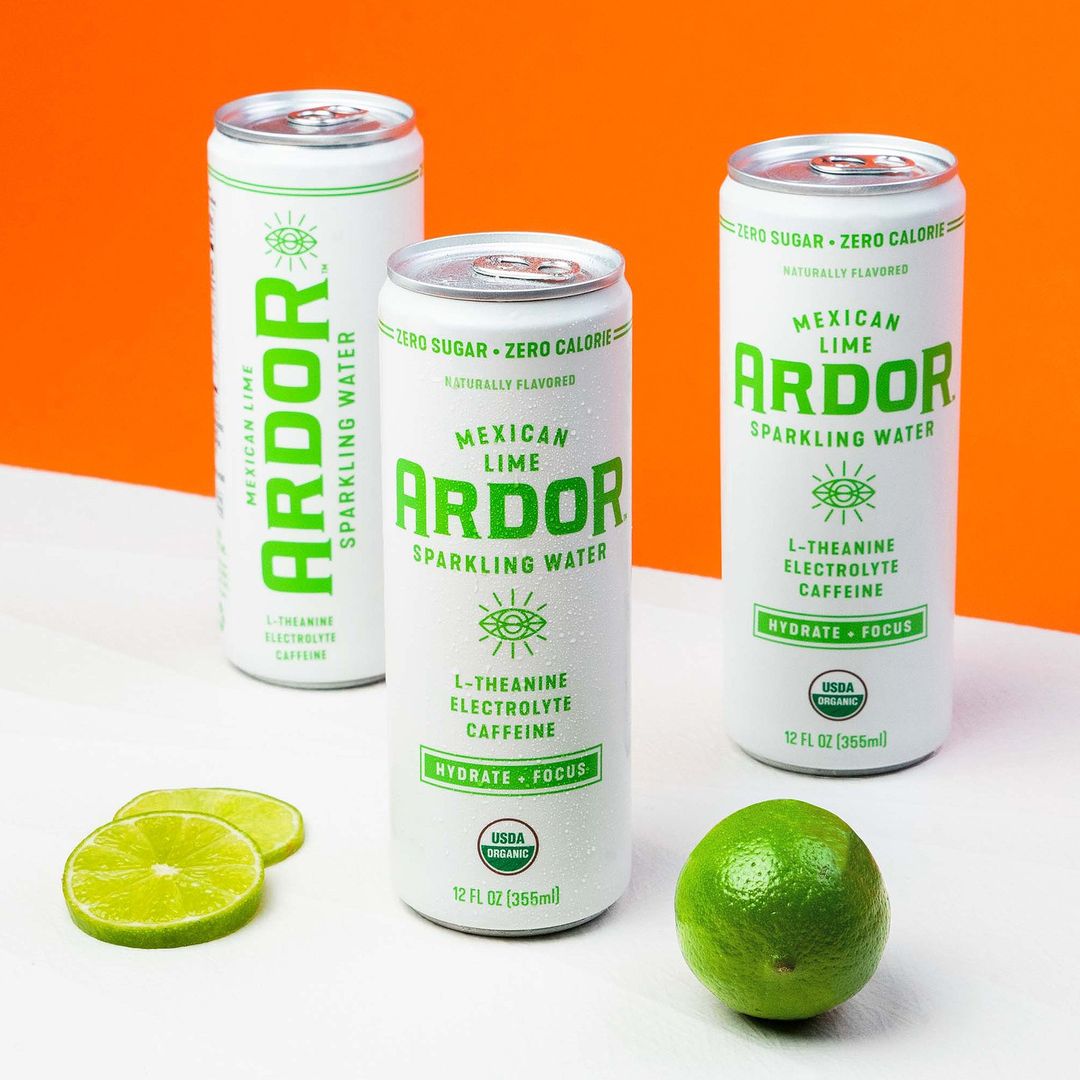 MEXICAN LIME
ARDOR™
SPARKLING WATER
L-THEANINE
ELECTROLYTE
CAFFEINE
ZERO SUGAR • ZERO CALORIE
NATURALLY FLAVORED
MEXICAN
LIME
ARDOR
SPARKLING WATER
L-THEANINE
ELECTROLYTE
CAFFEINE
HYDRATE + FOCUS
USDA
ORGANIC
12 FL OZ (355ml)
ZERO SUGAR • ZERO CALORIE
NATURALLY FLAVORED
MEXICAN
LIME
ARDOR
SPARKLING WATER
L-THEANINE
ELECTROLYTE
CAFFEINE
HYDRATE + FOCUS
USDA
ORGANIC
12 FL OZ (355ml)